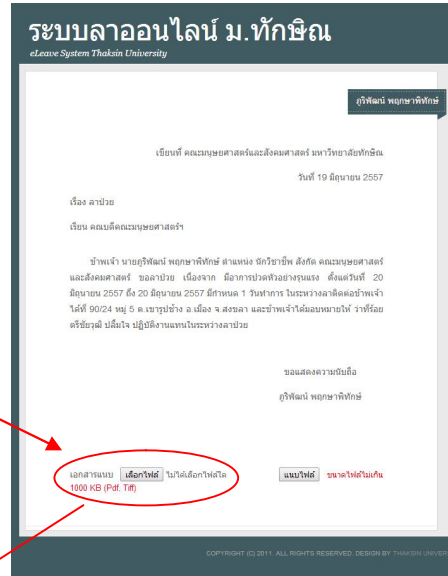 ระบบลาออนไลน์ ม.ทักษิณ
eLeave System Thaksin University
ภูริพัฒน์ พฤกษาพิทักษ์
เขียนที่ คณะมนุษยศาสตร์และสังคมศาสตร์ มหาวิทยาลัยทักษิณ
วันที่ 19 มิถุนายน 2557
เรื่อง ลาป่วย
เรียน คณบดีคณะมนุษยศาสตร์ฯ
ข้าพเจ้า นายภูริพัฒน์ พฤกษาพิทักษ์ ตำแหน่ง นักวิชาชีพ สังกัด คณะมนุษยศาสตร์
และสังคมศาสตร์ ขอลาป่วย เนื่องจาก มีอาการปวดหัวอย่างรุนแรง ตั้งแต่วันที่ 20
มิถุนายน 2557 ถึง 20 มิถุนายน 2557 มีกำหนด 1 วันทำการ ในระหว่างลาติดต่อข้าพเจ้า
ได้ที่ 90/24 หมู่ 5 ต.เขารูปช้าง อ.เมือง จ.สงขลา และข้าพเจ้าได้มอบหมายให้ ว่าที่ร้อย
ตรีชัยวุฒิ ปลื้มใจ ปฏิบัติงานแทนในระหว่างลาป่วย
ขอแสดงความนับถือ
ภูริพัฒน์ พฤกษาพิทักษ์
เอกสารแนบ เลือกไฟล์ ไม่ได้เลือกไฟล์ใด แนบไฟล์ ขนาดไฟล์ไม่เกิน
1000 KB (Pdf, Tiff)
COPYRIGHT (C) 2011. ALL RIGHTS RESERVED. DESIGN BY THAKSIN UNIVER